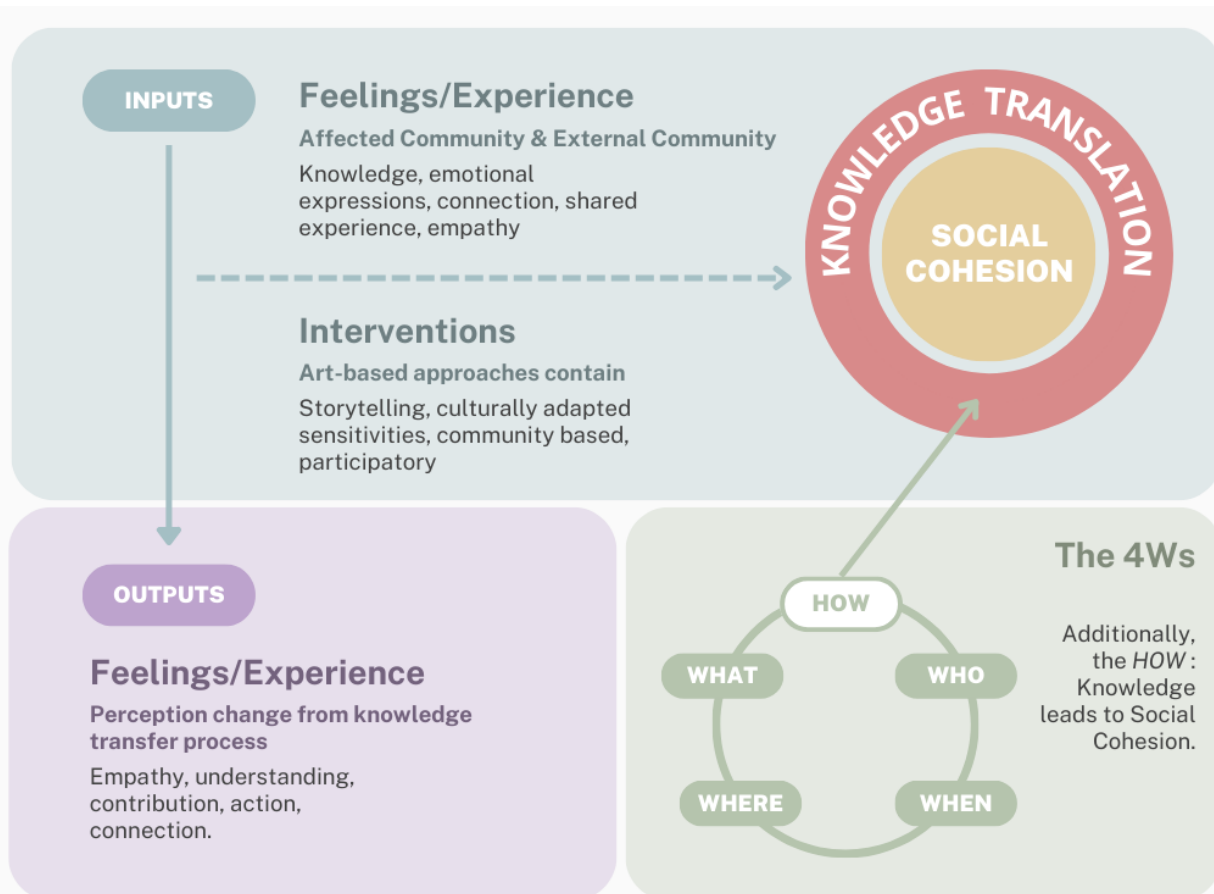 INPUTS
Feelings/Experience
Affected Community & External Community
Knowledge, emotional
expressions, connection, shared
experience, empathy
Interventions
Art-based approaches contain
Storytelling, culturally adapted
sensitivities, community based,
participatory
KNOWLEDGE TRANSLATION
SOCIAL
COHESION
OUTPUTS
Feelings/Experience
Perception change from knowledge
transfer process
Empathy, understanding,
contribution, action,
connection.
The 4Ws
HOW
WHAT
WHO
WHERE
WHEN
Additionally,
the HOW :
Knowledge
leads to Social
Cohesion.